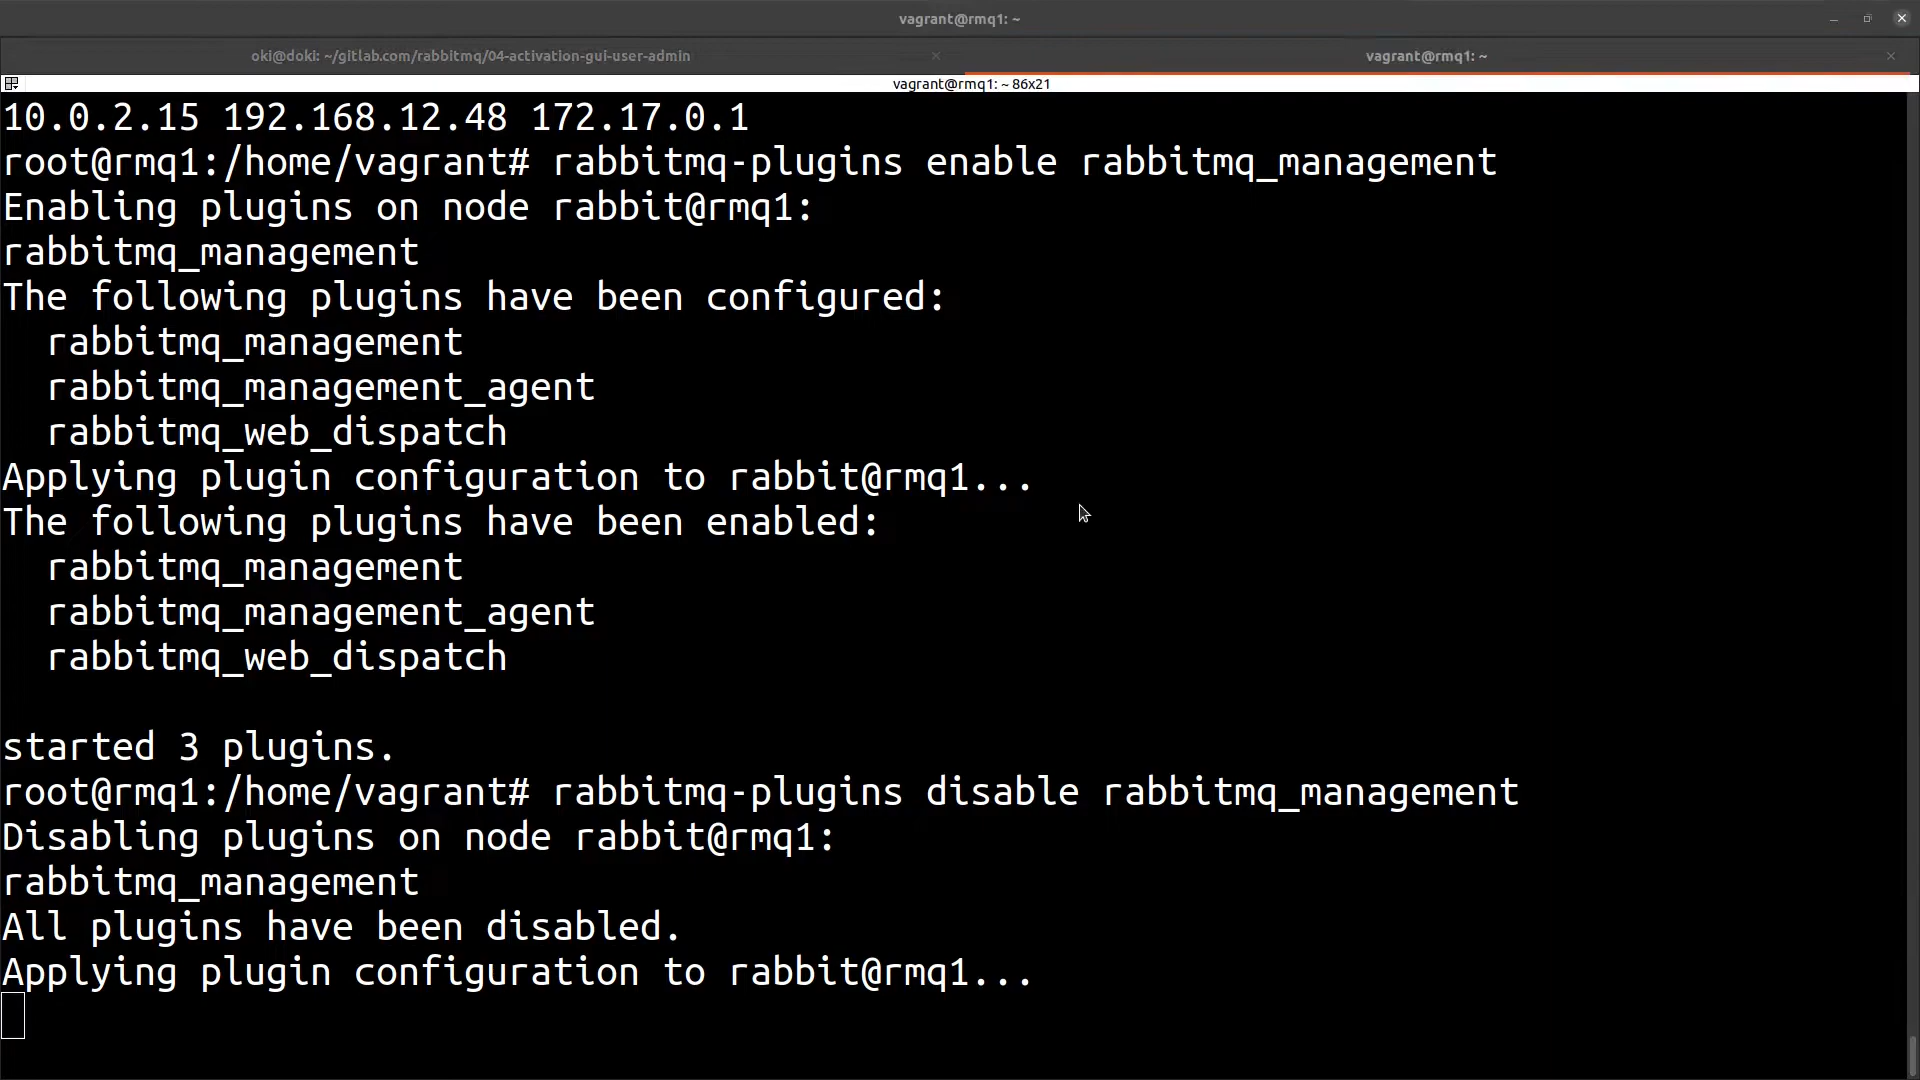 vagrant@rmq1: ~
oki@doki: ~/gitlab.com/rabbitmq/04-activation-gui-user-admin
vagrant@rmq1: ~
vagrant@rmq1: ~ 86x21
10.0.2.15 192.168.12.48 172.17.0.1
root@rmq1:/home/vagrant# rabbitmq-plugins enable rabbitmq_management
Enabling plugins on node rabbit@rmq1:
rabbitmq_management
The following plugins have been configured:
  rabbitmq_management
  rabbitmq_management_agent
  rabbitmq_web_dispatch
Applying plugin configuration to rabbit@rmq1...
The following plugins have been enabled:
  rabbitmq_management
  rabbitmq_management_agent
  rabbitmq_web_dispatch

started 3 plugins.
root@rmq1:/home/vagrant# rabbitmq-plugins disable rabbitmq_management
Disabling plugins on node rabbit@rmq1:
rabbitmq_management
All plugins have been disabled.
Applying plugin configuration to rabbit@rmq1...